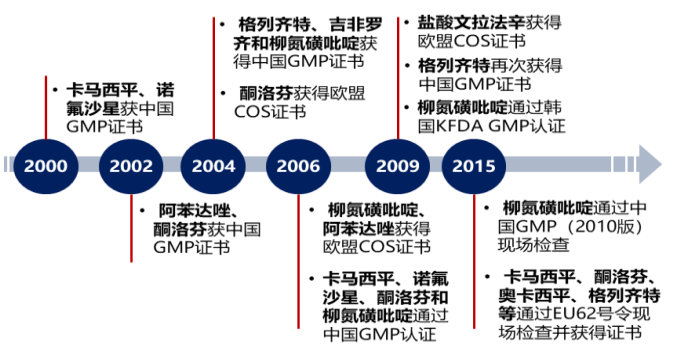 • 卡马西平、诺
氟沙星获中国
GMP证书
• 格列齐特、吉非罗
齐和柳氮磺吡啶获
得中国GMP证书
• 酮洛芬获得欧盟
COS证书
• 盐酸文拉法辛获得
欧盟COS证书
• 格列齐特再次获得
中国GMP证书
• 柳氮磺吡啶通过韩
国KFDA GMP认证
2000
2002
2004
2006
2009
2015
• 阿苯达唑、
酮洛芬获中国
GMP证书
• 柳氮磺吡啶、
阿苯达唑获得
欧盟COS证书
• 卡马西平、诺氟
沙星、酮洛芬和
柳氮磺吡啶通过
中国GMP认证
• 柳氮磺吡啶通过中
国GMP（2010版）
现场检查
• 卡马西平、酮洛芬、
奥卡西平、格列齐特
等通过EU62号令现
场检查并获得证书